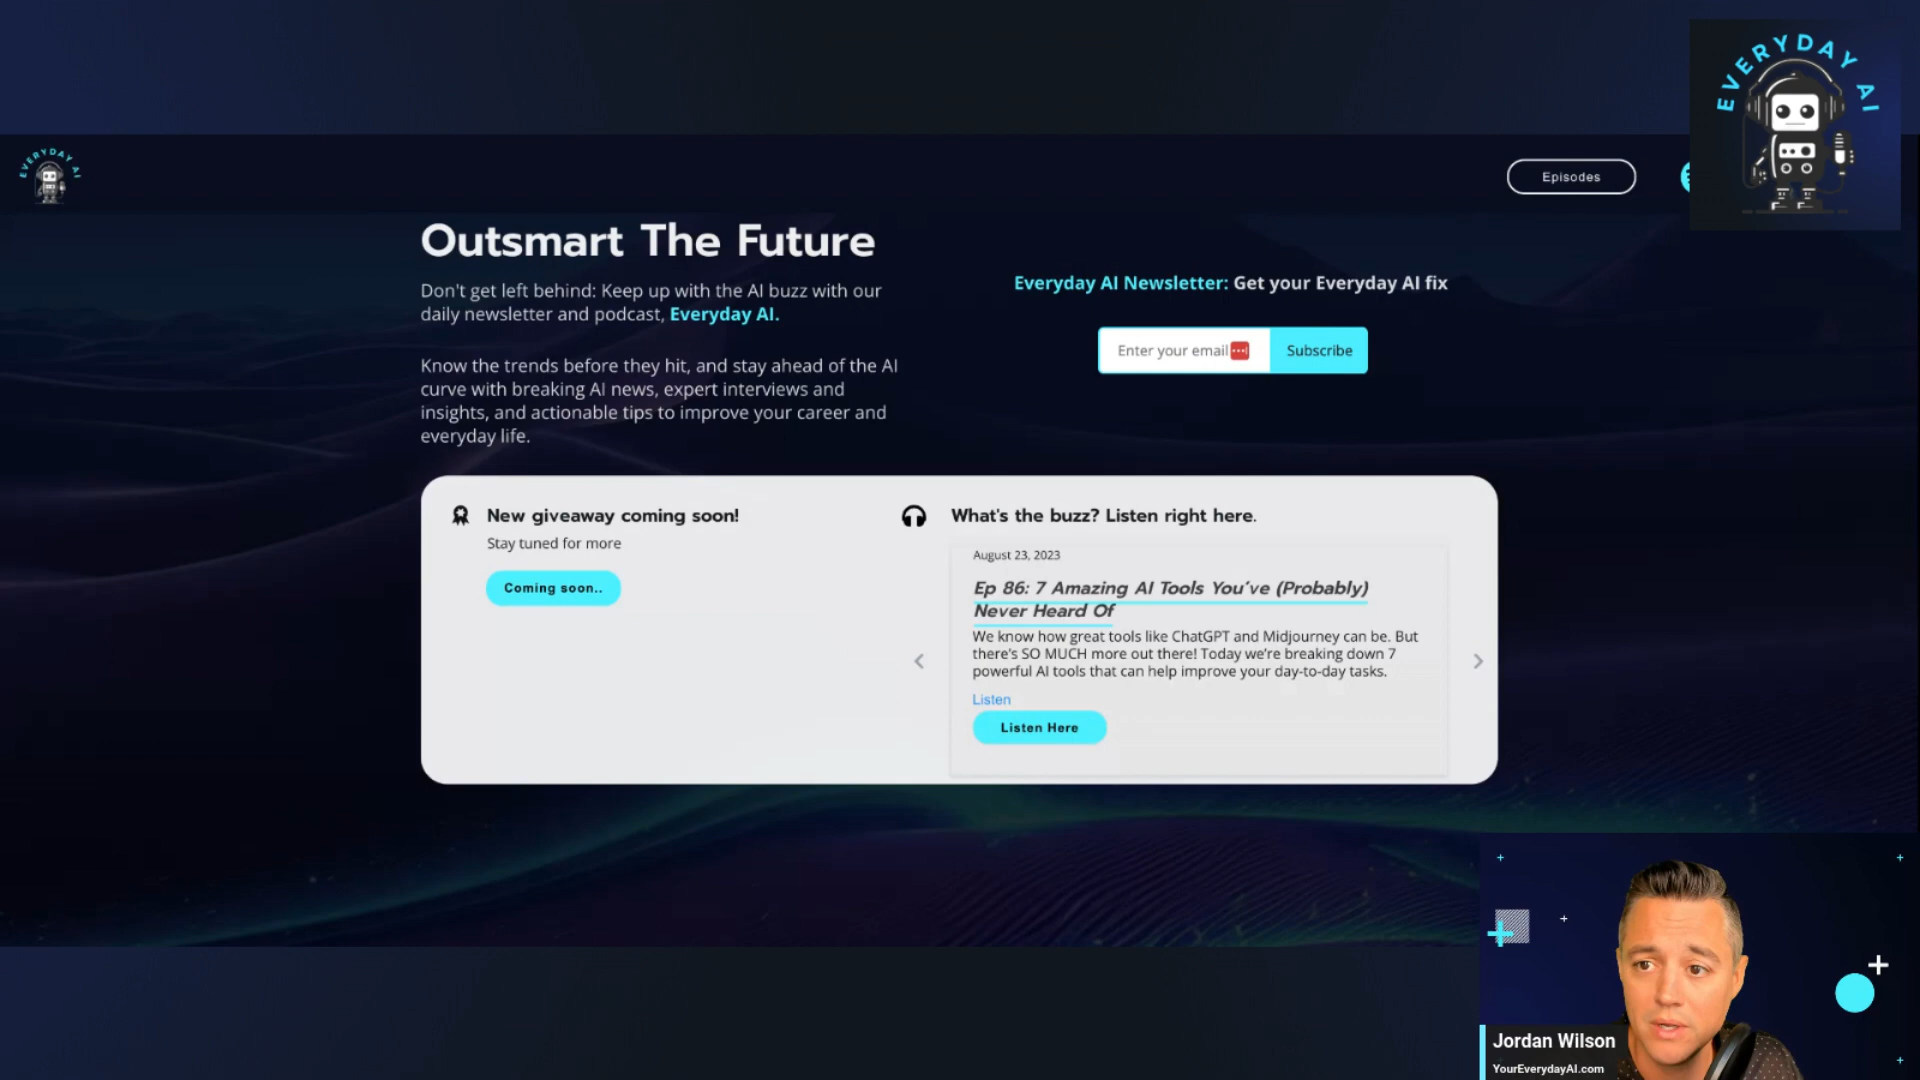 EVERYDAY AI
EVERYDAY AI
Episodes
Outsmart The Future
Don't get left behind: Keep up with the AI buzz with our
daily newsletter and podcast, Everyday AI.
Know the trends before they hit, and stay ahead of the AI
curve with breaking AI news, expert interviews and
insights, and actionable tips to improve your career and
everyday life.
Everyday AI Newsletter: Get your Everyday AI fix
Enter your email
Subscribe
New giveaway coming soon!
Stay tuned for more
Coming soon..
What's the buzz? Listen right here.
August 23, 2023
Ep 86: 7 Amazing AI Tools You´ve (Probably)
Never Heard Of
We know how great tools like ChatGPT and Midjourney can be. But
there's SO MUCH more out there! Today we're breaking down 7
powerful AI tools that can help improve your day-to-day tasks.
Listen
Listen Here
Jordan Wilson
YourEverydayAI.com